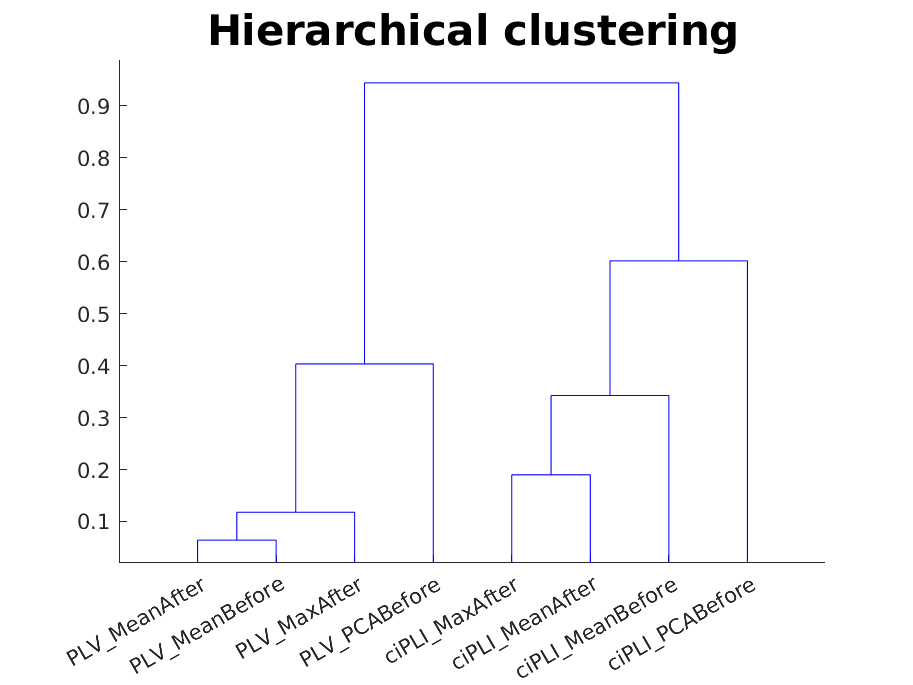 Hierarchical clustering
0.9
0.8
0.7
0.6
0.5
0.4
0.3
0.2
0.1
PLV_MeanAfter
PLV_MeanBefore
PLV_MaxAfter
PLV_PCABefore
ciPLI_MaxAfter
ciPLI_MeanAfter
ciPLI_MeanBefore
ciPLI_PCABefore